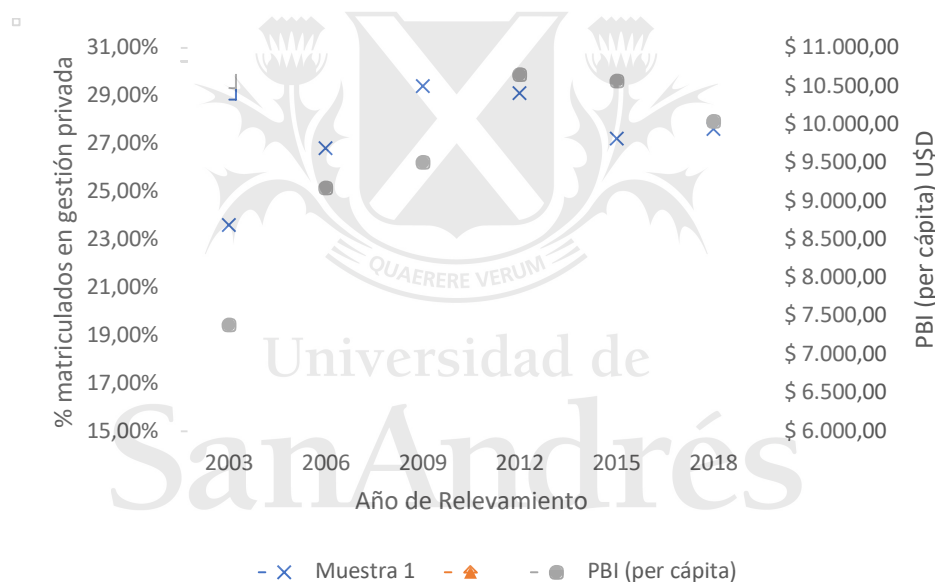 31,00%
29,00%
27,00%
25,00%
23,00%
21,00%
19,00%
17,00%
15,00%
% matriculados en gestión privada
$ 11.000,00
$ 10.500,00
$ 10.000,00
$ 9.500,00
$ 9.000,00
$ 8.500,00
$ 8.000,00
$ 7.500,00
$ 7.000,00
$ 6.500,00
$ 6.000,00
PBI (per cápita) U$D
QUAERERE VERUM
Universidad de
SanAndrés
2003 2006 2009 2012 2015 2018
Año de Relevamiento
Muestra 1 PBI (per cápita)